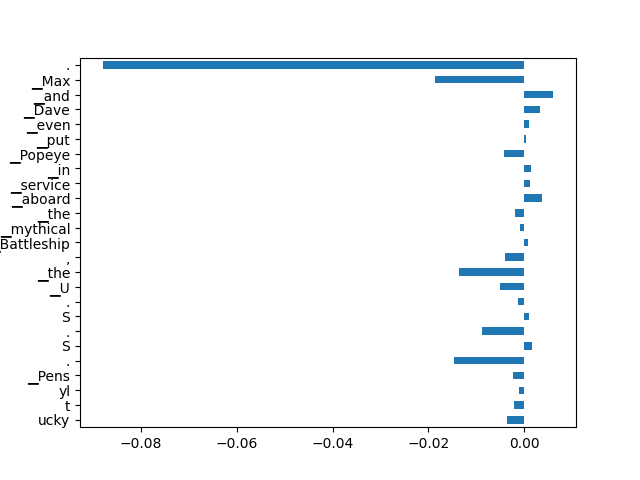 .
▁Max
▁and
▁Dave
▁even
▁put
▁Popeye
▁in
▁service
▁aboard
▁the
▁mythical
Battleship
,
▁the
▁U
.
S
.
S
.
▁Pens
yl
t
ucky
−0.08 −0.06 −0.04 −0.02 0.00